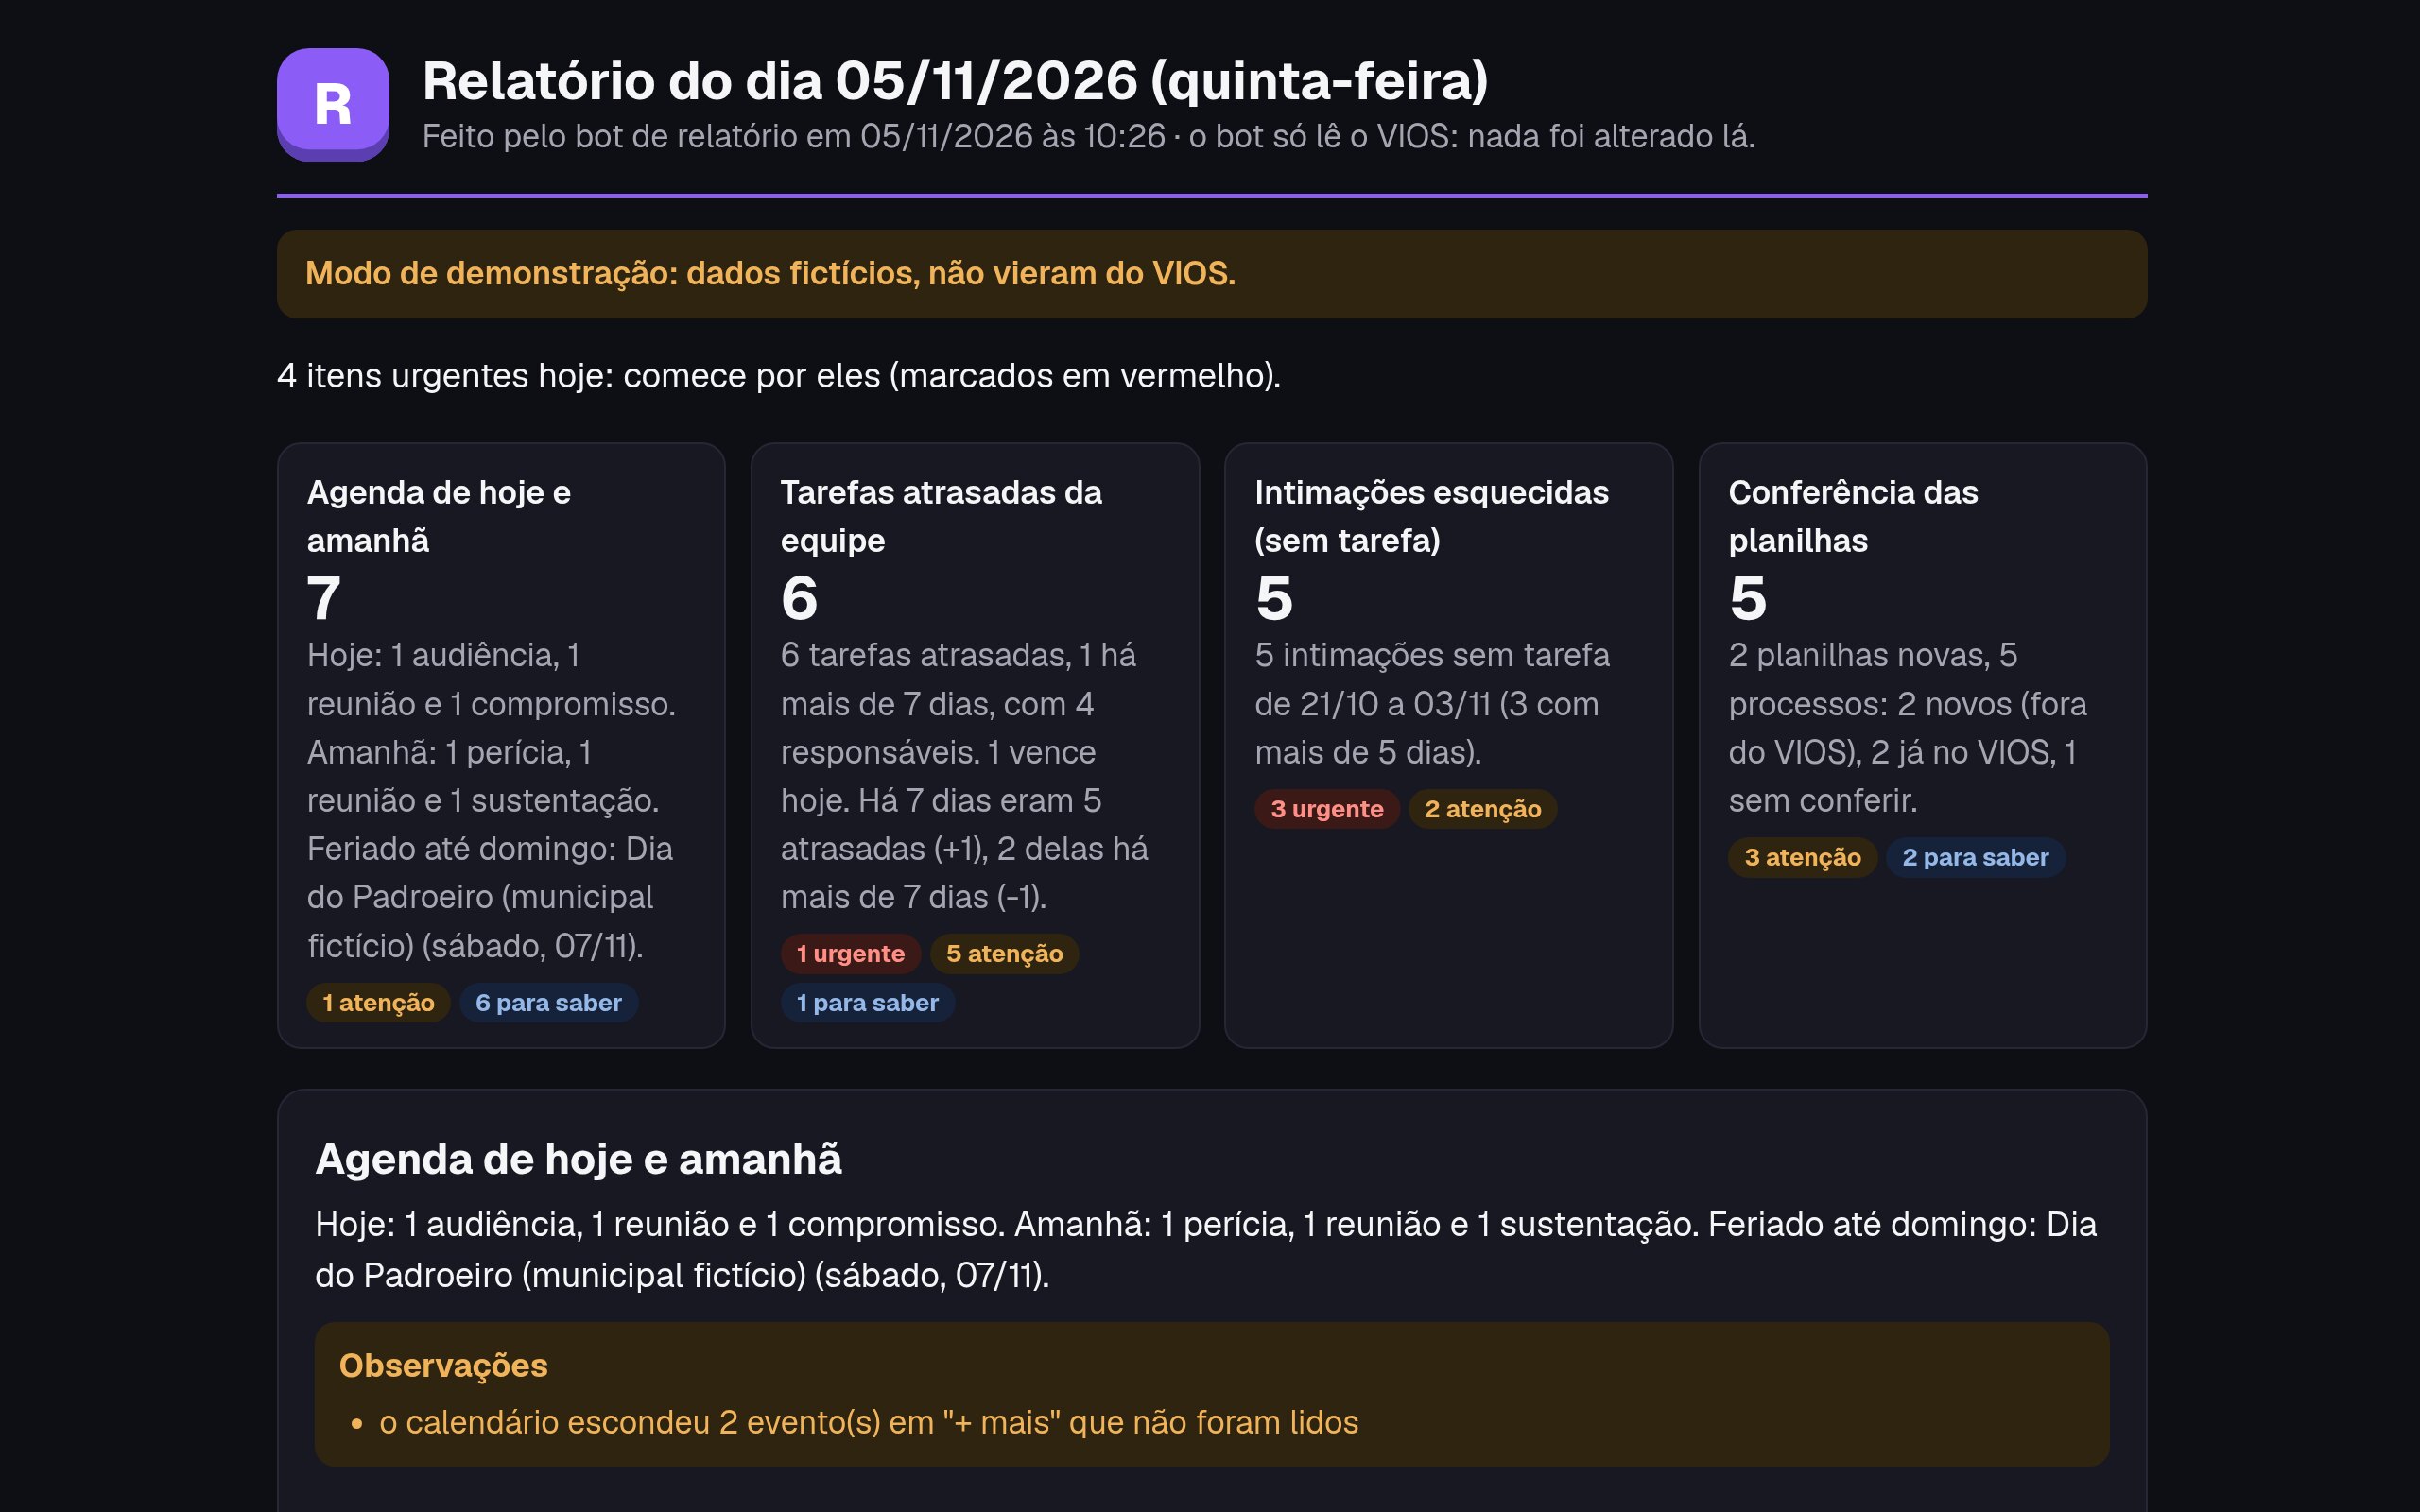 R
Relatório do dia 05/11/2026 (quinta-feira)
Feito pelo bot de relatório em 05/11/2026 às 10:26 · o bot só lê o VIOS: nada foi alterado lá.
Modo de demonstração: dados fictícios, não vieram do VIOS.
4 itens urgentes hoje: comece por eles (marcados em vermelho).
Agenda de hoje e
amanhã
7
Hoje: 1 audiência, 1
reunião e 1 compromisso.
Amanhã: 1 perícia, 1
reunião e 1 sustentação.
Feriado até domingo: Dia
do Padroeiro (municipal
fictício) (sábado, 07/11).
1 atenção 6 para saber
Tarefas atrasadas da
equipe
6
6 tarefas atrasadas, 1 há
mais de 7 dias, com 4
responsáveis. 1 vence
hoje. Há 7 dias eram 5
atrasadas (+1), 2 delas há
mais de 7 dias (-1).
1 urgente 5 atenção
1 para saber
Intimações esquecidas
(sem tarefa)
5
5 intimações sem tarefa
de 21/10 a 03/11 (3 com
mais de 5 dias).
3 urgente 2 atenção
Conferência das
planilhas
5
2 planilhas novas, 5
processos: 2 novos (fora
do VIOS), 2 já no VIOS, 1
sem conferir.
3 atenção 2 para saber
Agenda de hoje e amanhã
Hoje: 1 audiência, 1 reunião e 1 compromisso. Amanhã: 1 perícia, 1 reunião e 1 sustentação. Feriado até domingo: Dia
do Padroeiro (municipal fictício) (sábado, 07/11).
Observações
• o calendário escondeu 2 evento(s) em "+ mais" que não foram lidos